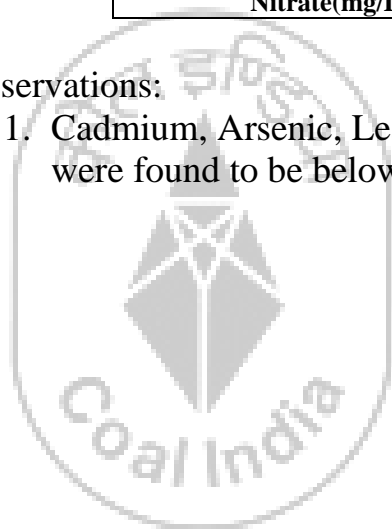 Nitrate(mg/
servations:
1. Cadmium, Arsenic, Le
were found to be below
Coal India